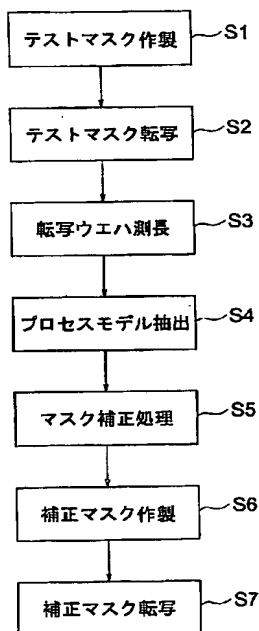 テストマスク作製 S1
テストマスク転写 S2
転写ウエハ測長 S3
プロセスモデル抽出 S4
マスク補正処理 S5
補正マスク作製 S6
補正マスク転写 S7